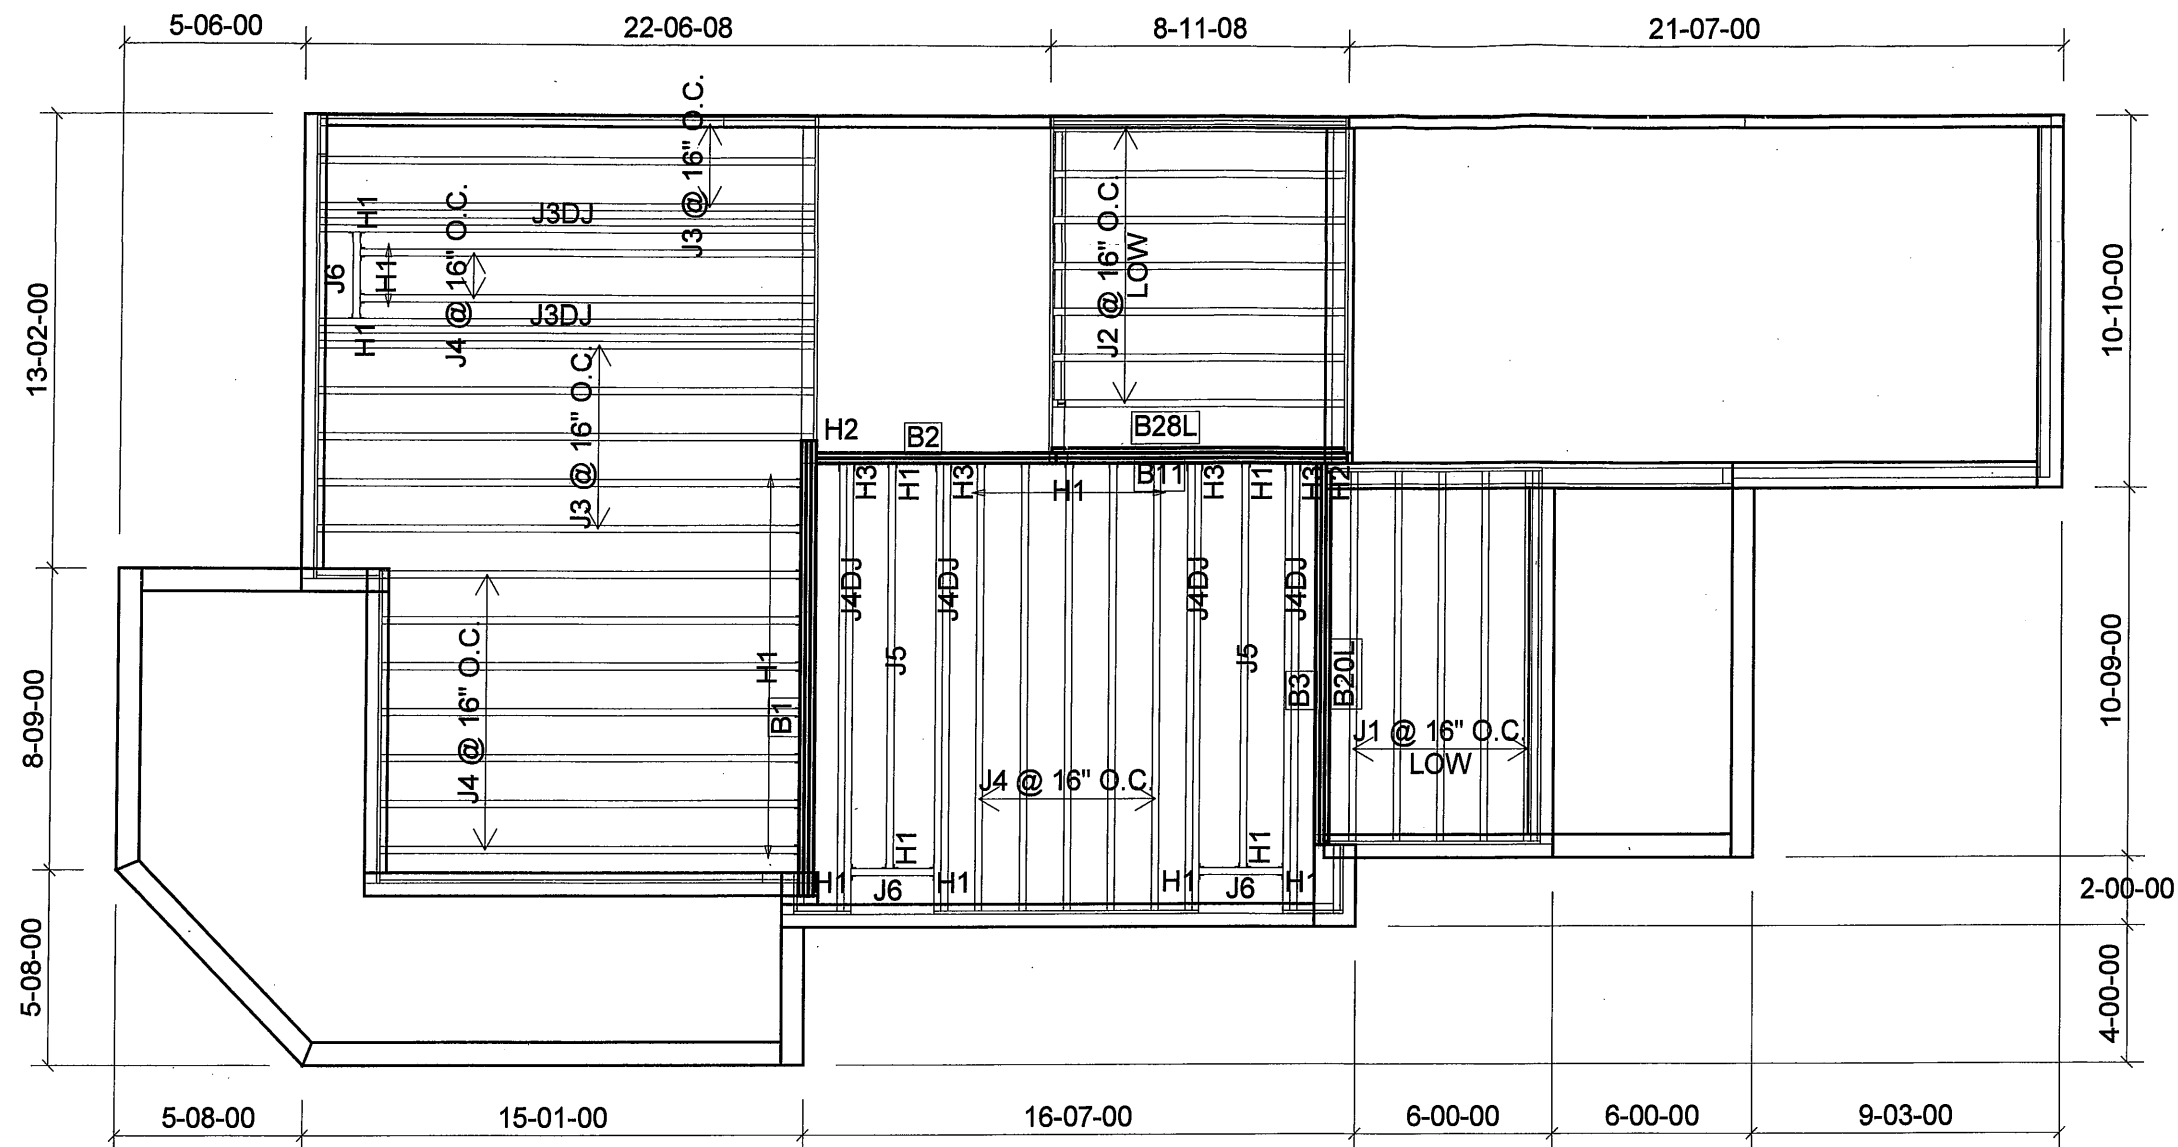 5-06-00
22-06-08
8-11-08
21-07-00
J3 @ 16" O.C.
H1
J3DJ
J4 @ 16" O.C.
J6
H1
J3DJ
H1
J2 @ 16" O.C.
LOW
13-02-00
10-10-00
J3 @ 16" O.C.
H2
B2
B28L
H3
H1
H3
H1
B11
H3
H1
H3
H2
J4DJ
J4DJ
J4DJ
J4DJ
J4 @ 16" O.C.
H1
J5
J5
B1
B3
B20L
8-09-00
10-09-00
J1 @ 16" O.C.
LOW
J4 @ 16" O.C.
H1
H1
H1
J6
H1
H1
J6
H1
2-00-00
5-08-00
4-00-00
5-08-00
15-01-00
16-07-00
6-00-00
6-00-00
9-03-00